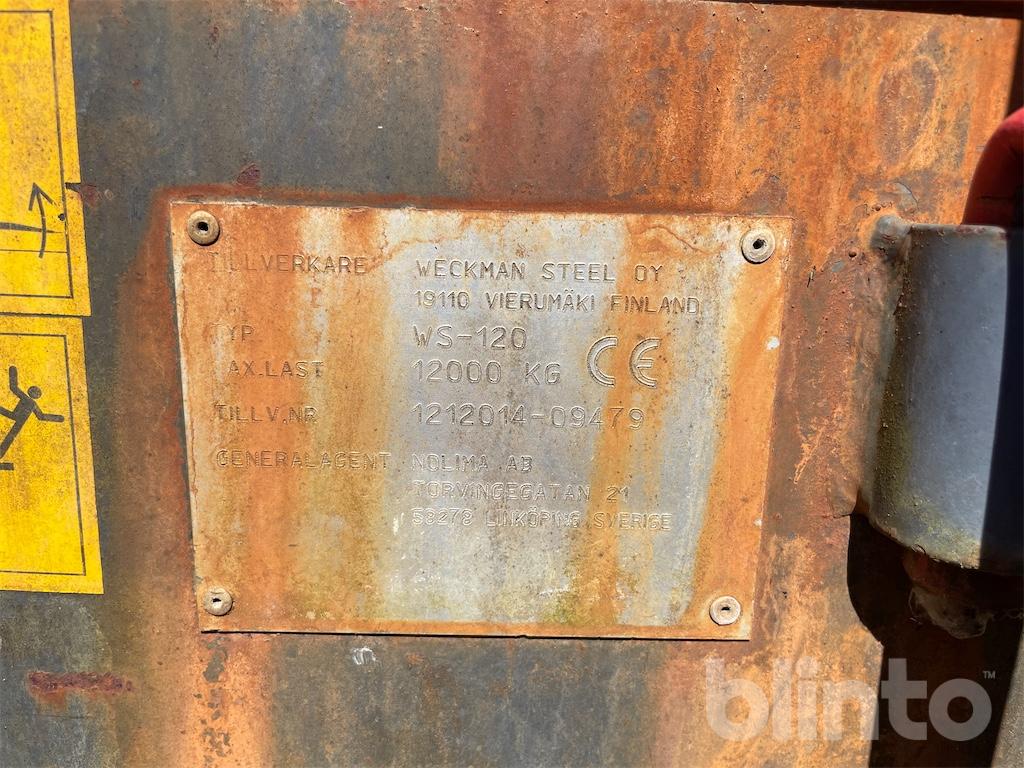 TILLVERKARE WECKMAN STEEL OY
19110 VIERUMÄKI FINLAND
TYP WS-120
AX.LAST 12000 KG CE
TILLV.NR 1212014-09479
GENERALAGENT NOLIMA AB
TORVINGEGATAN 21
58278 LINKÖPING, SVERIGE
blinto™